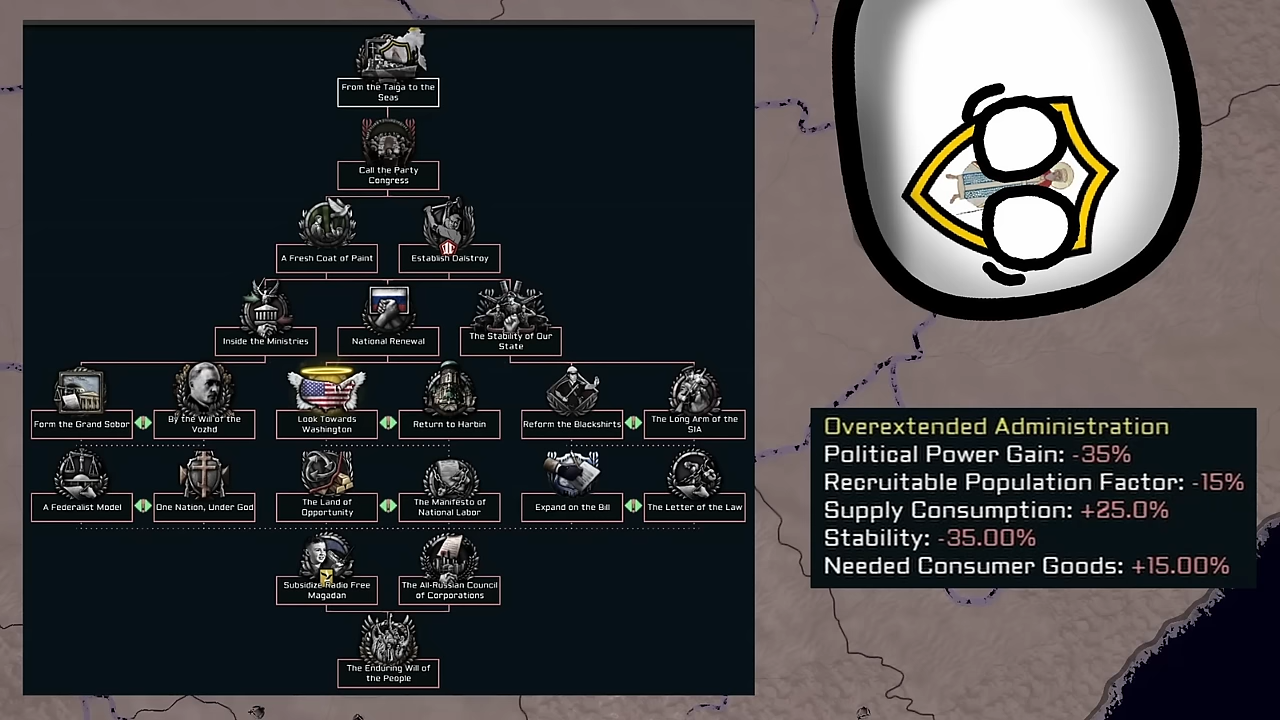 From the Taiga to the
Seas
Call the Party
Congress
A Fresh Coat of Paint
Establish Dalstroy
Inside the Ministries
National Renewal
The Stability of Our
State
Form the Grand Sobor
By the Will of the
Vozhd
Look Towards
Washington
Return to Harbin
Reform the Blackshirts
The Long Arm of the
SIA
A Federalist Model
One Nation, Under God
The Land of
Opportunity
The Manifesto of
National Labor
Expand on the Bill
The Letter of the Law
Subsidize Radio Free
Magadan
The All-Russian Council
of Corporations
The Enduring Will of
the People
Overextended Administration
Political Power Gain: -35%
Recruitable Population Factor: -15%
Supply Consumption: +25.0%
Stability: -35.00%
Needed Consumer Goods: +15.00%